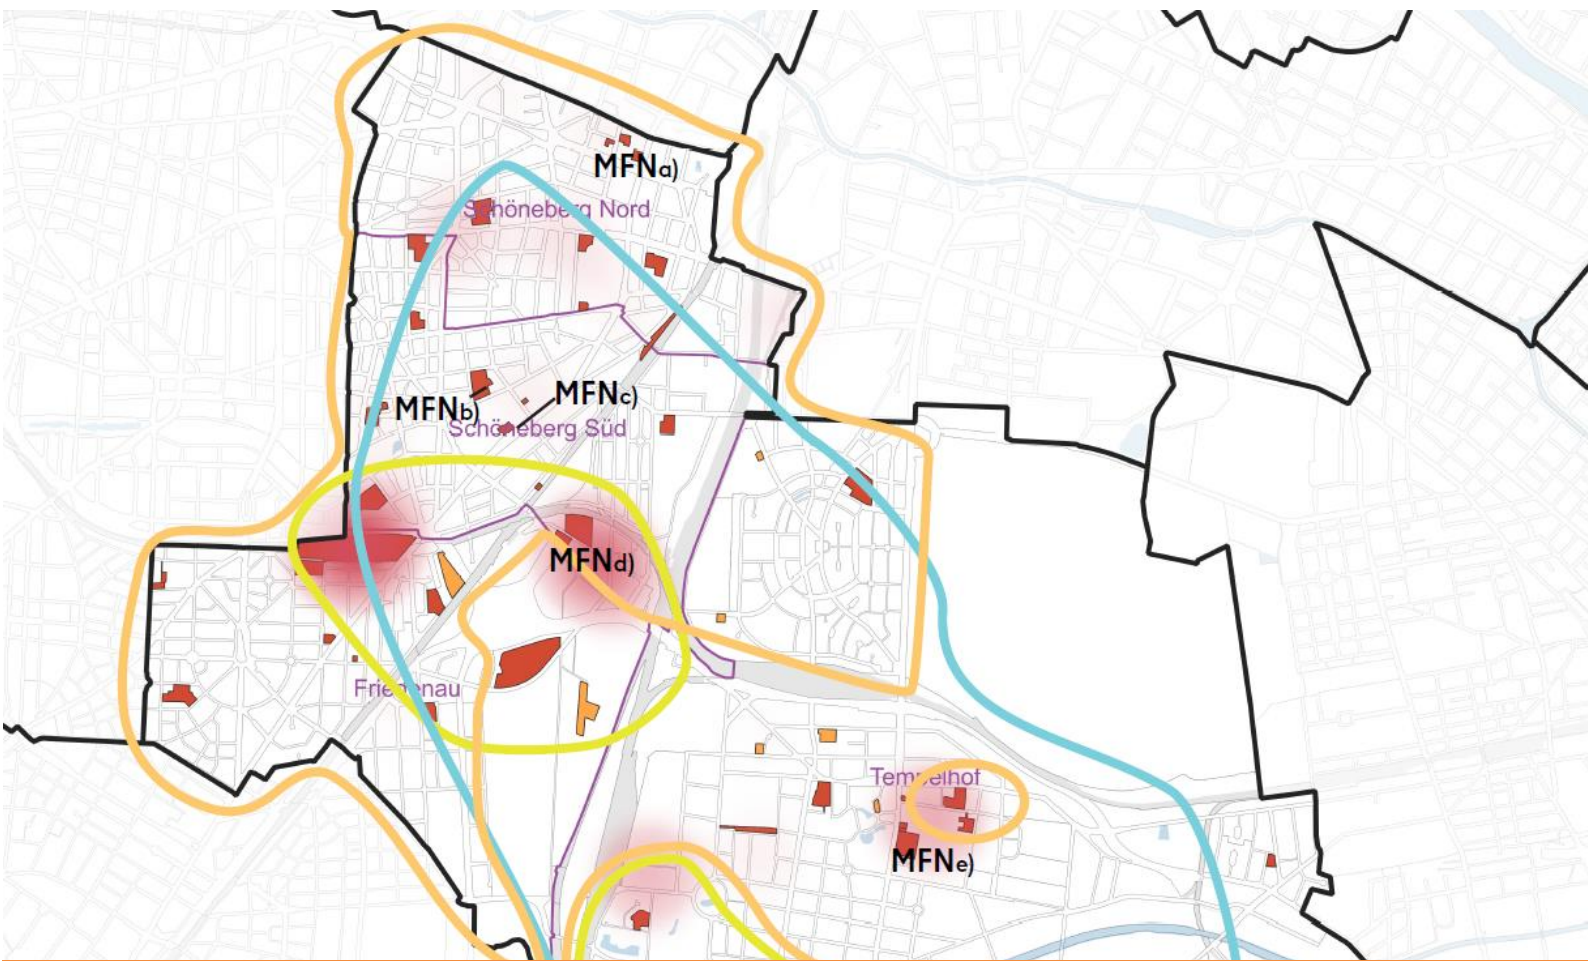 MFNa)
Schöneberg Nord
MFNb)
MFNc)
Schöneberg Süd
MFNd)
Friedenau
Tempelhof
MFNe)